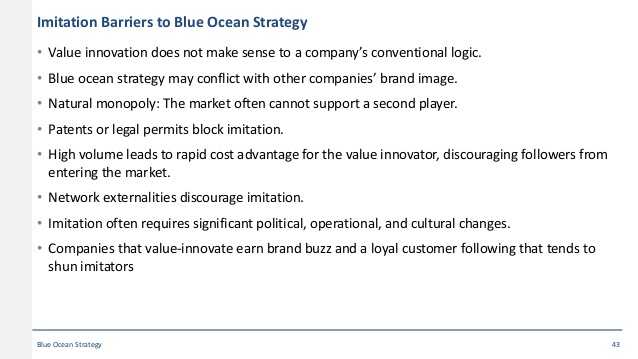 Imitation Barriers to Blue Ocean Strategy
• Value innovation does not make sense to a company’s conventional logic.
• Blue ocean strategy may conflict with other companies’ brand image.
• Natural monopoly: The market often cannot support a second player.
• Patents or legal permits block imitation.
• High volume leads to rapid cost advantage for the value innovator, discouraging followers from
entering the market.
• Network externalities discourage imitation.
• Imitation often requires significant political, operational, and cultural changes.
• Companies that value-innovate earn brand buzz and a loyal customer following that tends to
shun imitators
Blue Ocean Strategy
43